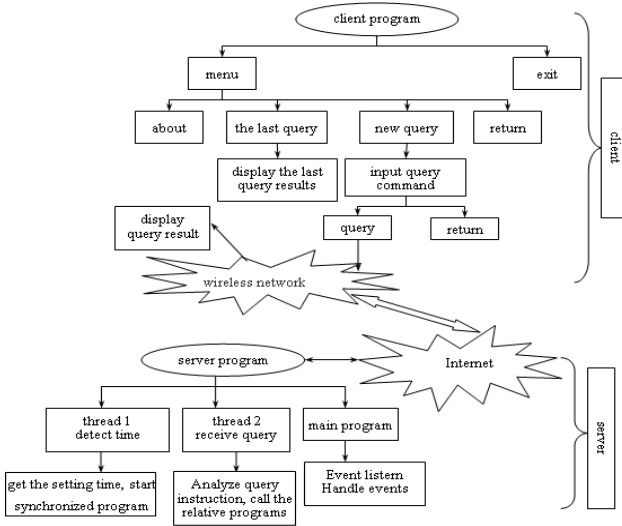 client program
menu
exit
about
the last query
new query
return
display the last
query results
input query
command
display
query result
query
return
wireless network
client
server program
Internet
thread 1
detect time
thread 2
receive query
main program
get the setting time, start
synchronized program
Analyze query
instruction, call the
relative programs
Event listern
Handle events
server